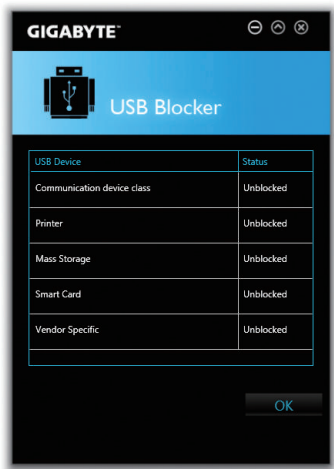 GIGABYTE™
USB Blocker
USB Device Status
Communication device class Unblocked
Printer Unblocked
Mass Storage Unblocked
Smart Card Unblocked
Vendor Specific Unblocked
OK